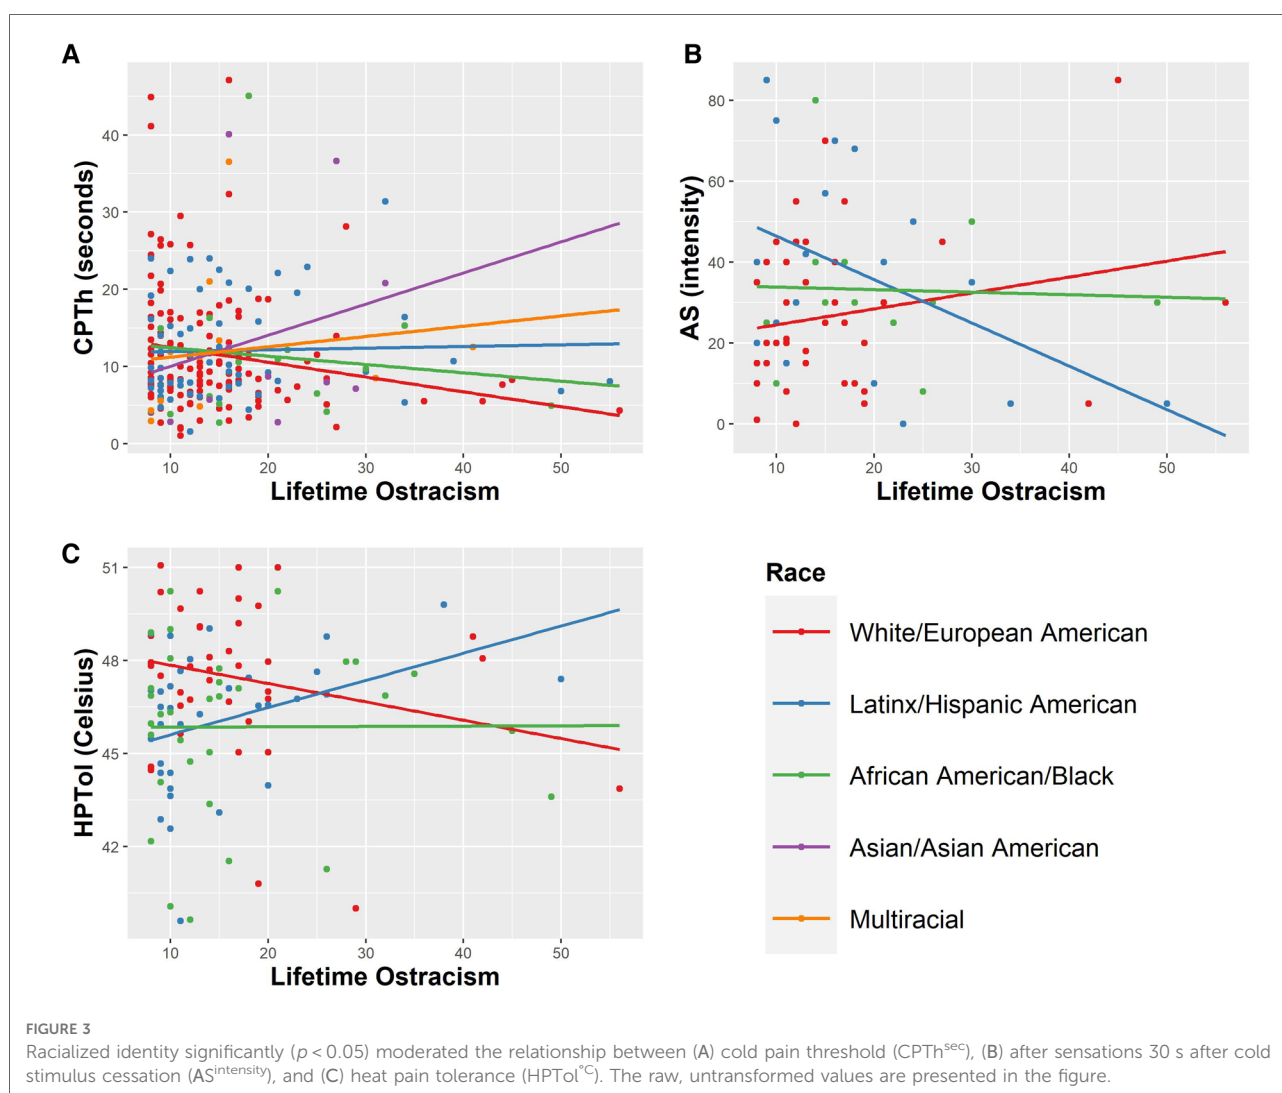 A
CPTh (seconds)
40
30
20
10
0
10 20 30 40 50
Lifetime Ostracism
B
AS (intensity)
80
60
40
20
0
10 20 30 40 50
Lifetime Ostracism
C
HPTol (Celsius)
51
48
45
42
10 20 30 40 50
Lifetime Ostracism
Race
White/European American
Latinx/Hispanic American
African American/Black
Asian/Asian American
Multiracial
FIGURE 3
Racialized identity significantly (p < 0.05) moderated the relationship between (A) cold pain threshold (CPTh^sec), (B) after sensations 30 s after cold
stimulus cessation (AS^intensity), and (C) heat pain tolerance (HPTol^°C). The raw, untransformed values are presented in the figure.